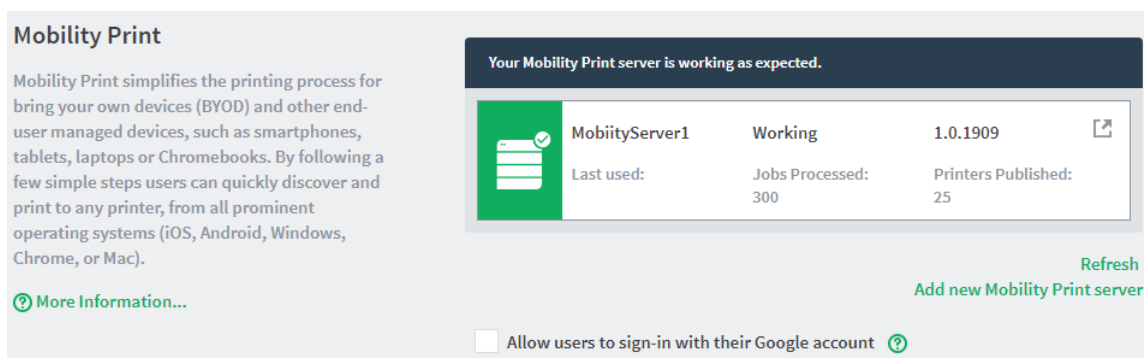 Mobility Print
Mobility Print simplifies the printing process for
bring your own devices (BYOD) and other end-
user managed devices, such as smartphones,
tablets, laptops or Chromebooks. By following a
few simple steps users can quickly discover and
print to any printer, from all prominent
operating systems (iOS, Android, Windows,
Chrome, or Mac).
? More Information...
Your Mobility Print server is working as expected.
MobiityServer1 Working 1.0.1909
Last used: Jobs Processed: Printers Published:
300 25
Refresh
Add new Mobility Print server
Allow users to sign-in with their Google account ?